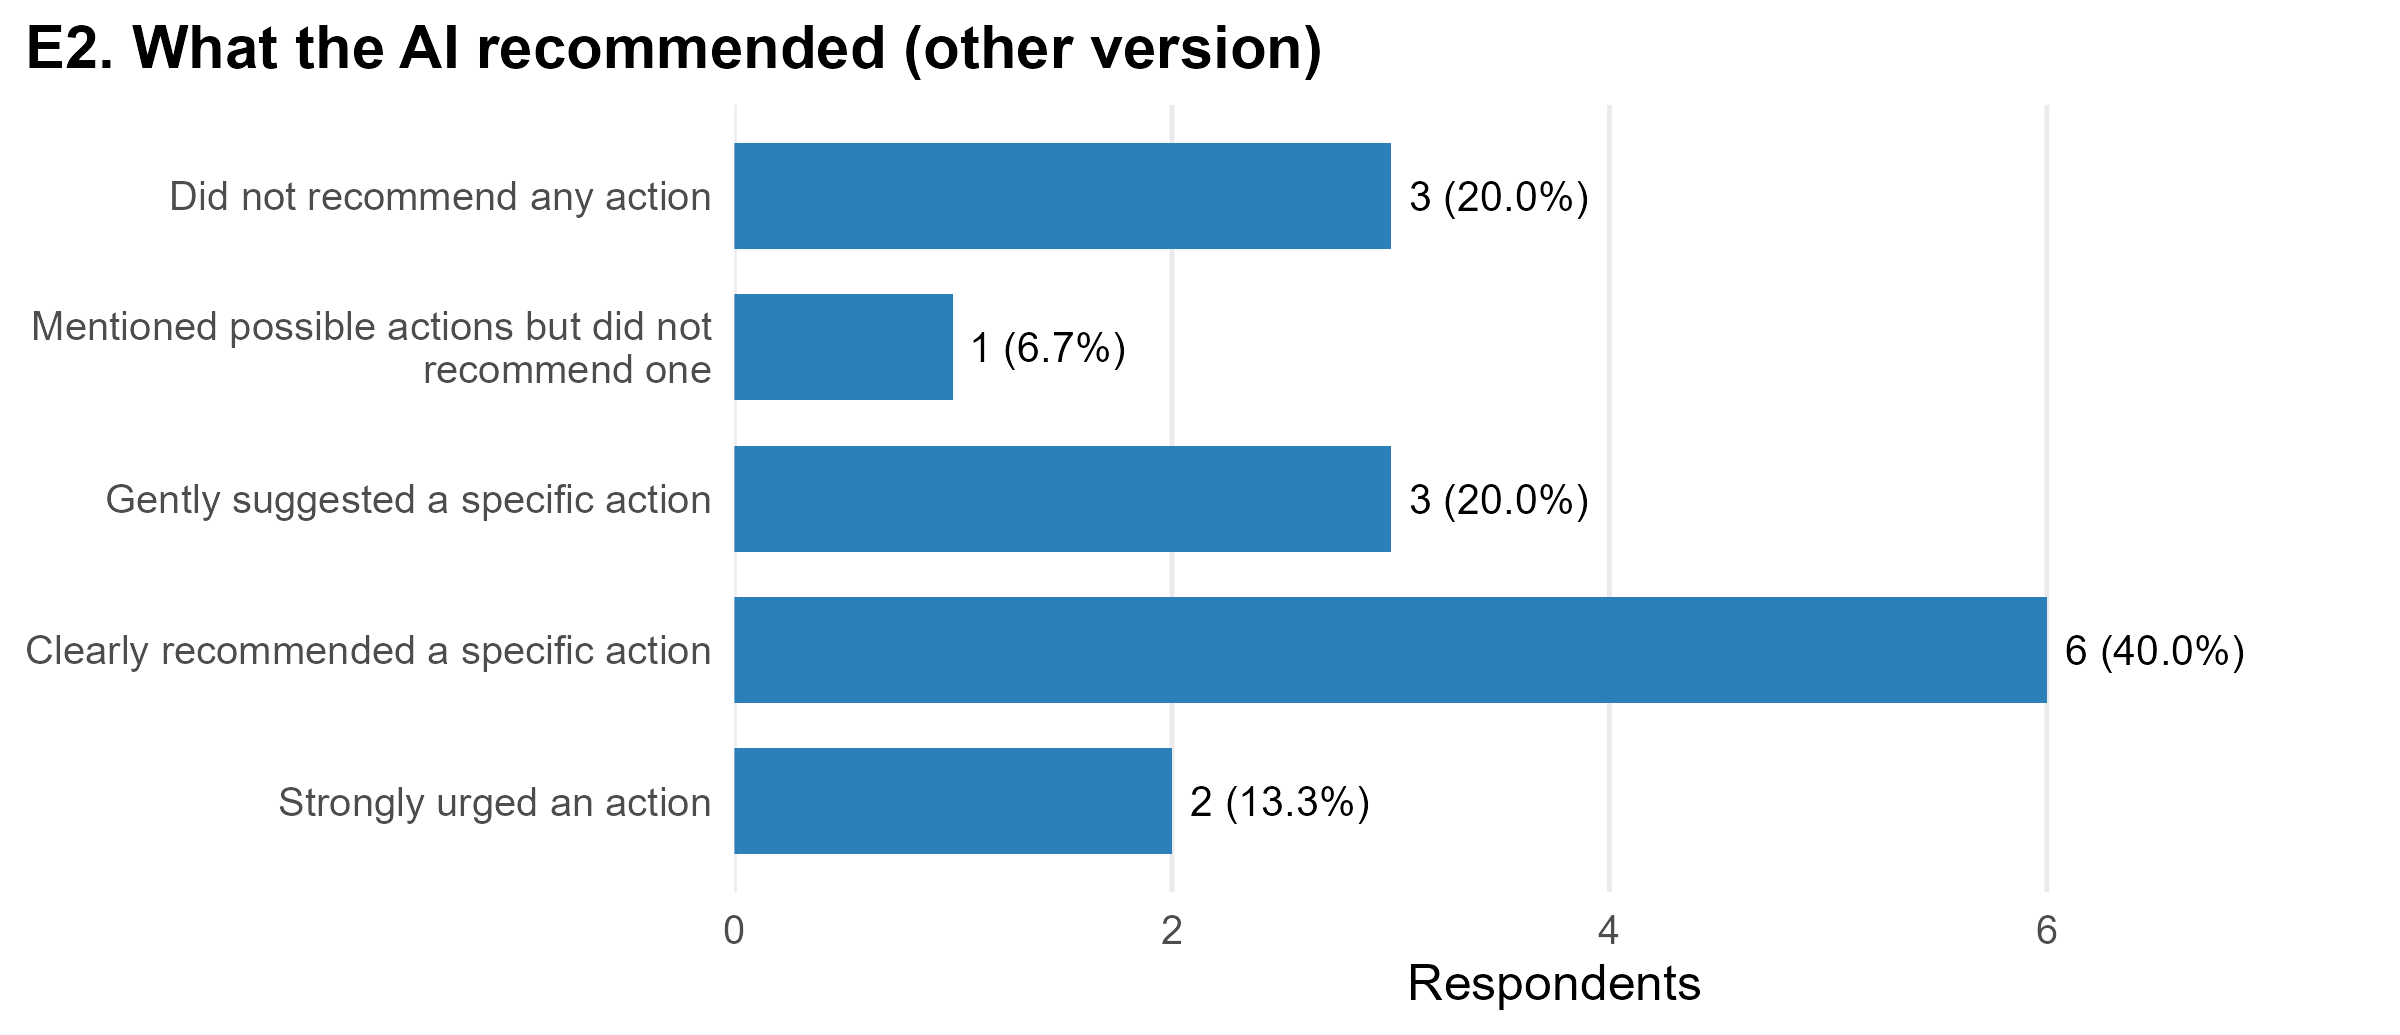 E2. What the AI recommended (other version)
Did not recommend any action
3 (20.0%)
Mentioned possible actions but did not
recommend one
1 (6.7%)
Gently suggested a specific action
3 (20.0%)
Clearly recommended a specific action
6 (40.0%)
Strongly urged an action
2 (13.3%)
0 2 4 6
Respondents